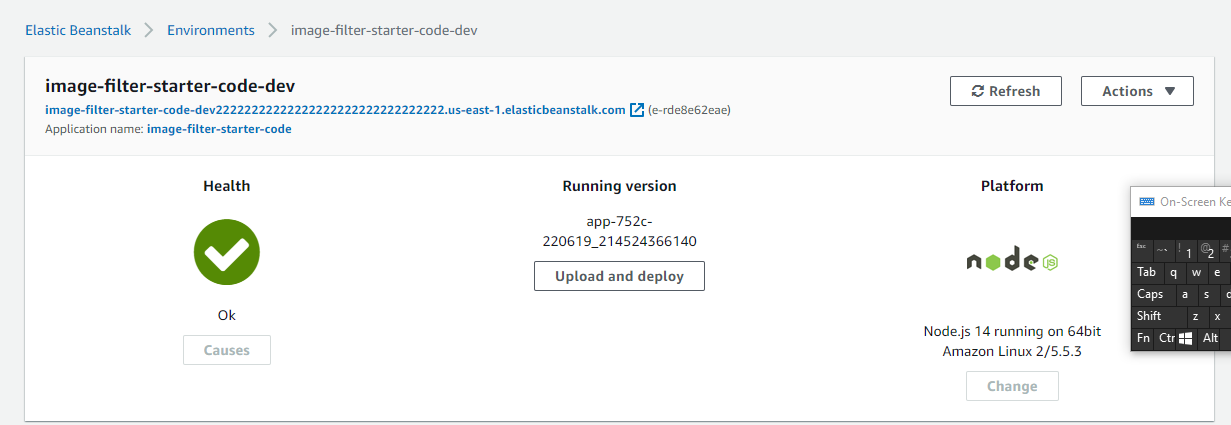 Elastic Beanstalk > Environments > image-filter-starter-code-dev
image-filter-starter-code-dev
Refresh
Actions
image-filter-starter-code-dev22222222222222222222222222222222.us-east-1.elasticbeanstalk.com (e-rde8e62eae)
Application name: image-filter-starter-code
Health
Running version
Platform
app-752c-
220619_214524366140
Upload and deploy
node JS
Ok
Causes
Node.js 14 running on 64bit
Amazon Linux 2/5.5.3
Change
On-Screen Ke
Esc ~ ` ! 1 @ 2 #
Tab q w e
Caps a s d
Shift z x
Fn Ctr Alt